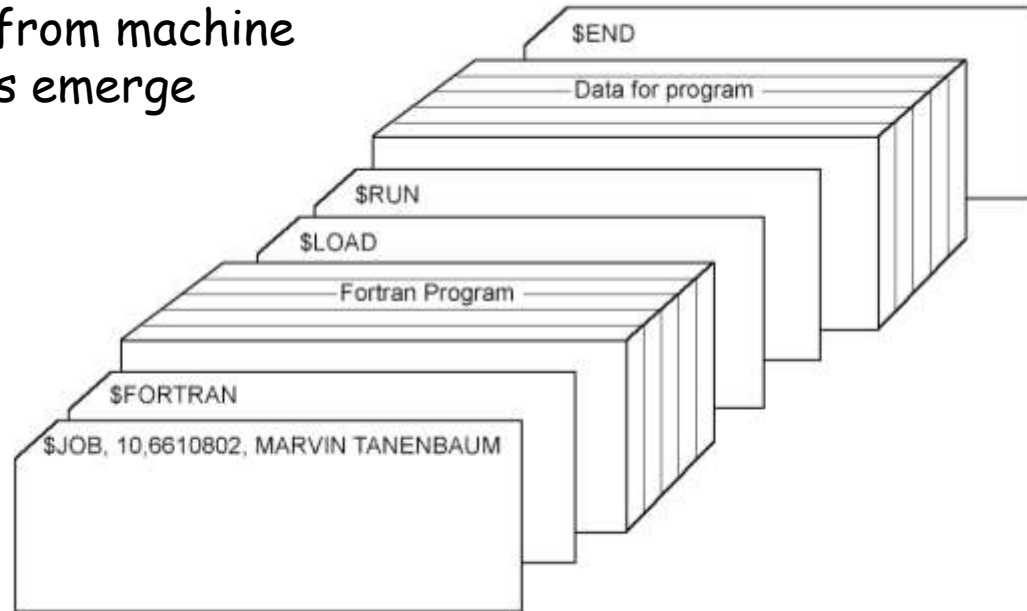 from machine
s emerge
$END
Data for program
$RUN
$LOAD
Fortran Program
$FORTRAN
$JOB, 10,6610802, MARVIN TANENBAUM